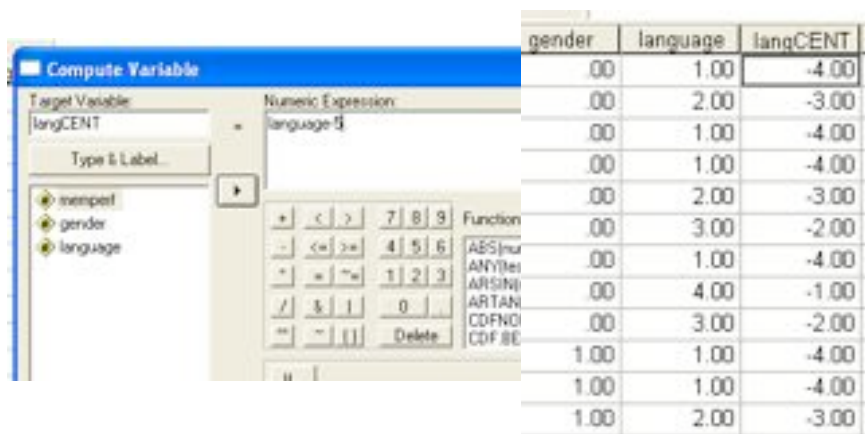 Compute Variable
Target Variable:
langCENT
=
Numeric Expression:
language-5
Type & Label...
memperf
gender
language
+ < > 7 8 9
- <= >= 4 5 6
* = ~= 1 2 3
/ & | 0 .
** ~ () Delete
Function
ABS(num
ANY(tes
ARSIN(
ARTAN(
CDFNO
CDF.BE
gender language langCENT
.00 1.00 -4.00
.00 2.00 -3.00
.00 1.00 -4.00
.00 1.00 -4.00
.00 2.00 -3.00
.00 3.00 -2.00
.00 1.00 -4.00
.00 4.00 -1.00
.00 3.00 -2.00
1.00 1.00 -4.00
1.00 1.00 -4.00
1.00 2.00 -3.00